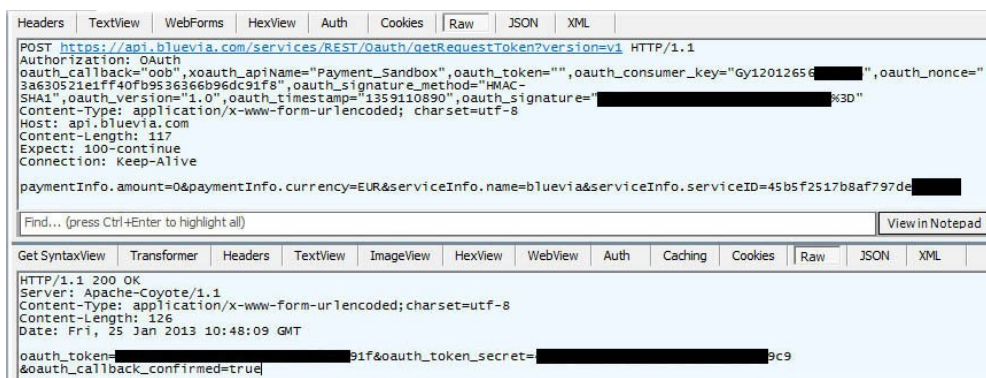 Headers TextView WebForms HexView Auth Cookies Raw JSON XML
POST https://api.bluevia.com/services/REST/Oauth/getRequestToken?version=v1 HTTP/1.1
Authorization: OAuth
oauth_callback="oob",xoauth_apiName="Payment_Sandbox",oauth_token="",oauth_consumer_key="Gy12012656 ",oauth_nonce="
3a630521e1ff40fb9536366b96dc91f8",oauth_signature_method="HMAC-
SHA1",oauth_version="1.0",oauth_timestamp="1359110890",oauth_signature=" %3D"
Content-Type: application/x-www-form-urlencoded; charset=utf-8
Host: api.bluevia.com
Content-Length: 117
Expect: 100-continue
Connection: Keep-Alive
paymentInfo.amount=0&paymentInfo.currency=EUR&serviceInfo.name=bluevia&serviceInfo.serviceID=45b5f2517b8af797de
Find... (press Ctrl+Enter to highlight all) View in Notepad
Get SyntaxView Transformer Headers TextView ImageView HexView WebView Auth Caching Cookies Raw JSON XML
HTTP/1.1 200 OK
Server: Apache-Coyote/1.1
Content-Type: application/x-www-form-urlencoded;charset=utf-8
Content-Length: 126
Date: Fri, 25 Jan 2013 10:48:09 GMT
oauth_token= 91f&oauth_token_secret= 9c9
&oauth_callback_confirmed=true